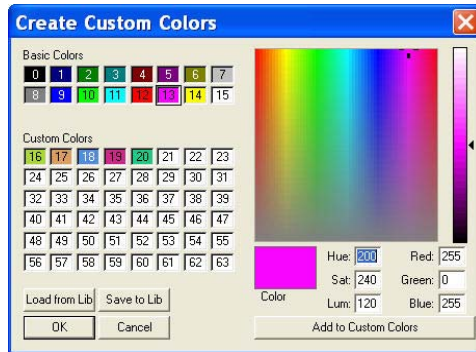 Create Custom Colors
Basic Colors
0 1 2 3 4 5 6 7
8 9 10 11 12 13 14 15
Custom Colors
16 17 18 19 20 21 22 23
24 25 26 27 28 29 30 31
32 33 34 35 36 37 38 39
40 41 42 43 44 45 46 47
48 49 50 51 52 53 54 55
56 57 58 59 60 61 62 63
Load from Lib Save to Lib
OK Cancel
Color
Hue: 200 Red: 255
Sat: 240 Green: 0
Lum: 120 Blue: 255
Add to Custom Colors